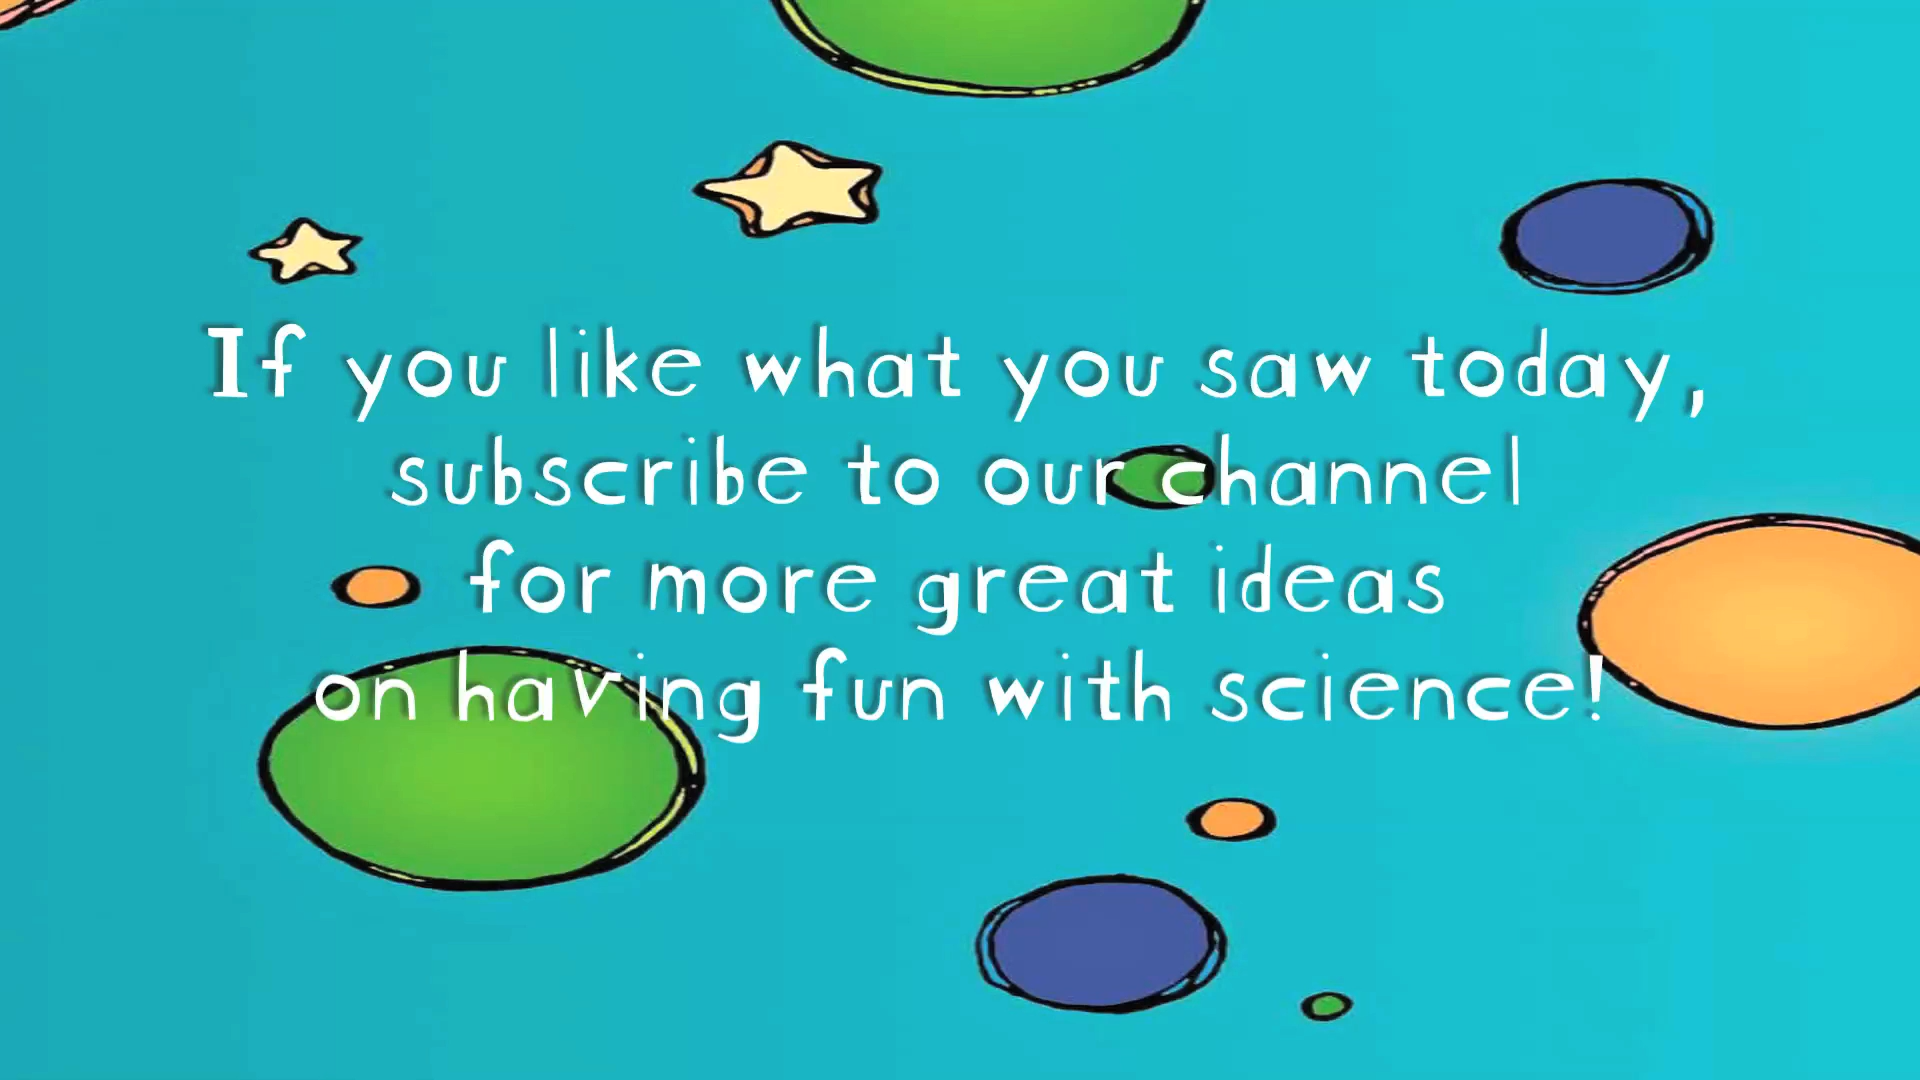 If you like what you saw today,
subscribe to our channel
for more great ideas
on having fun with science!